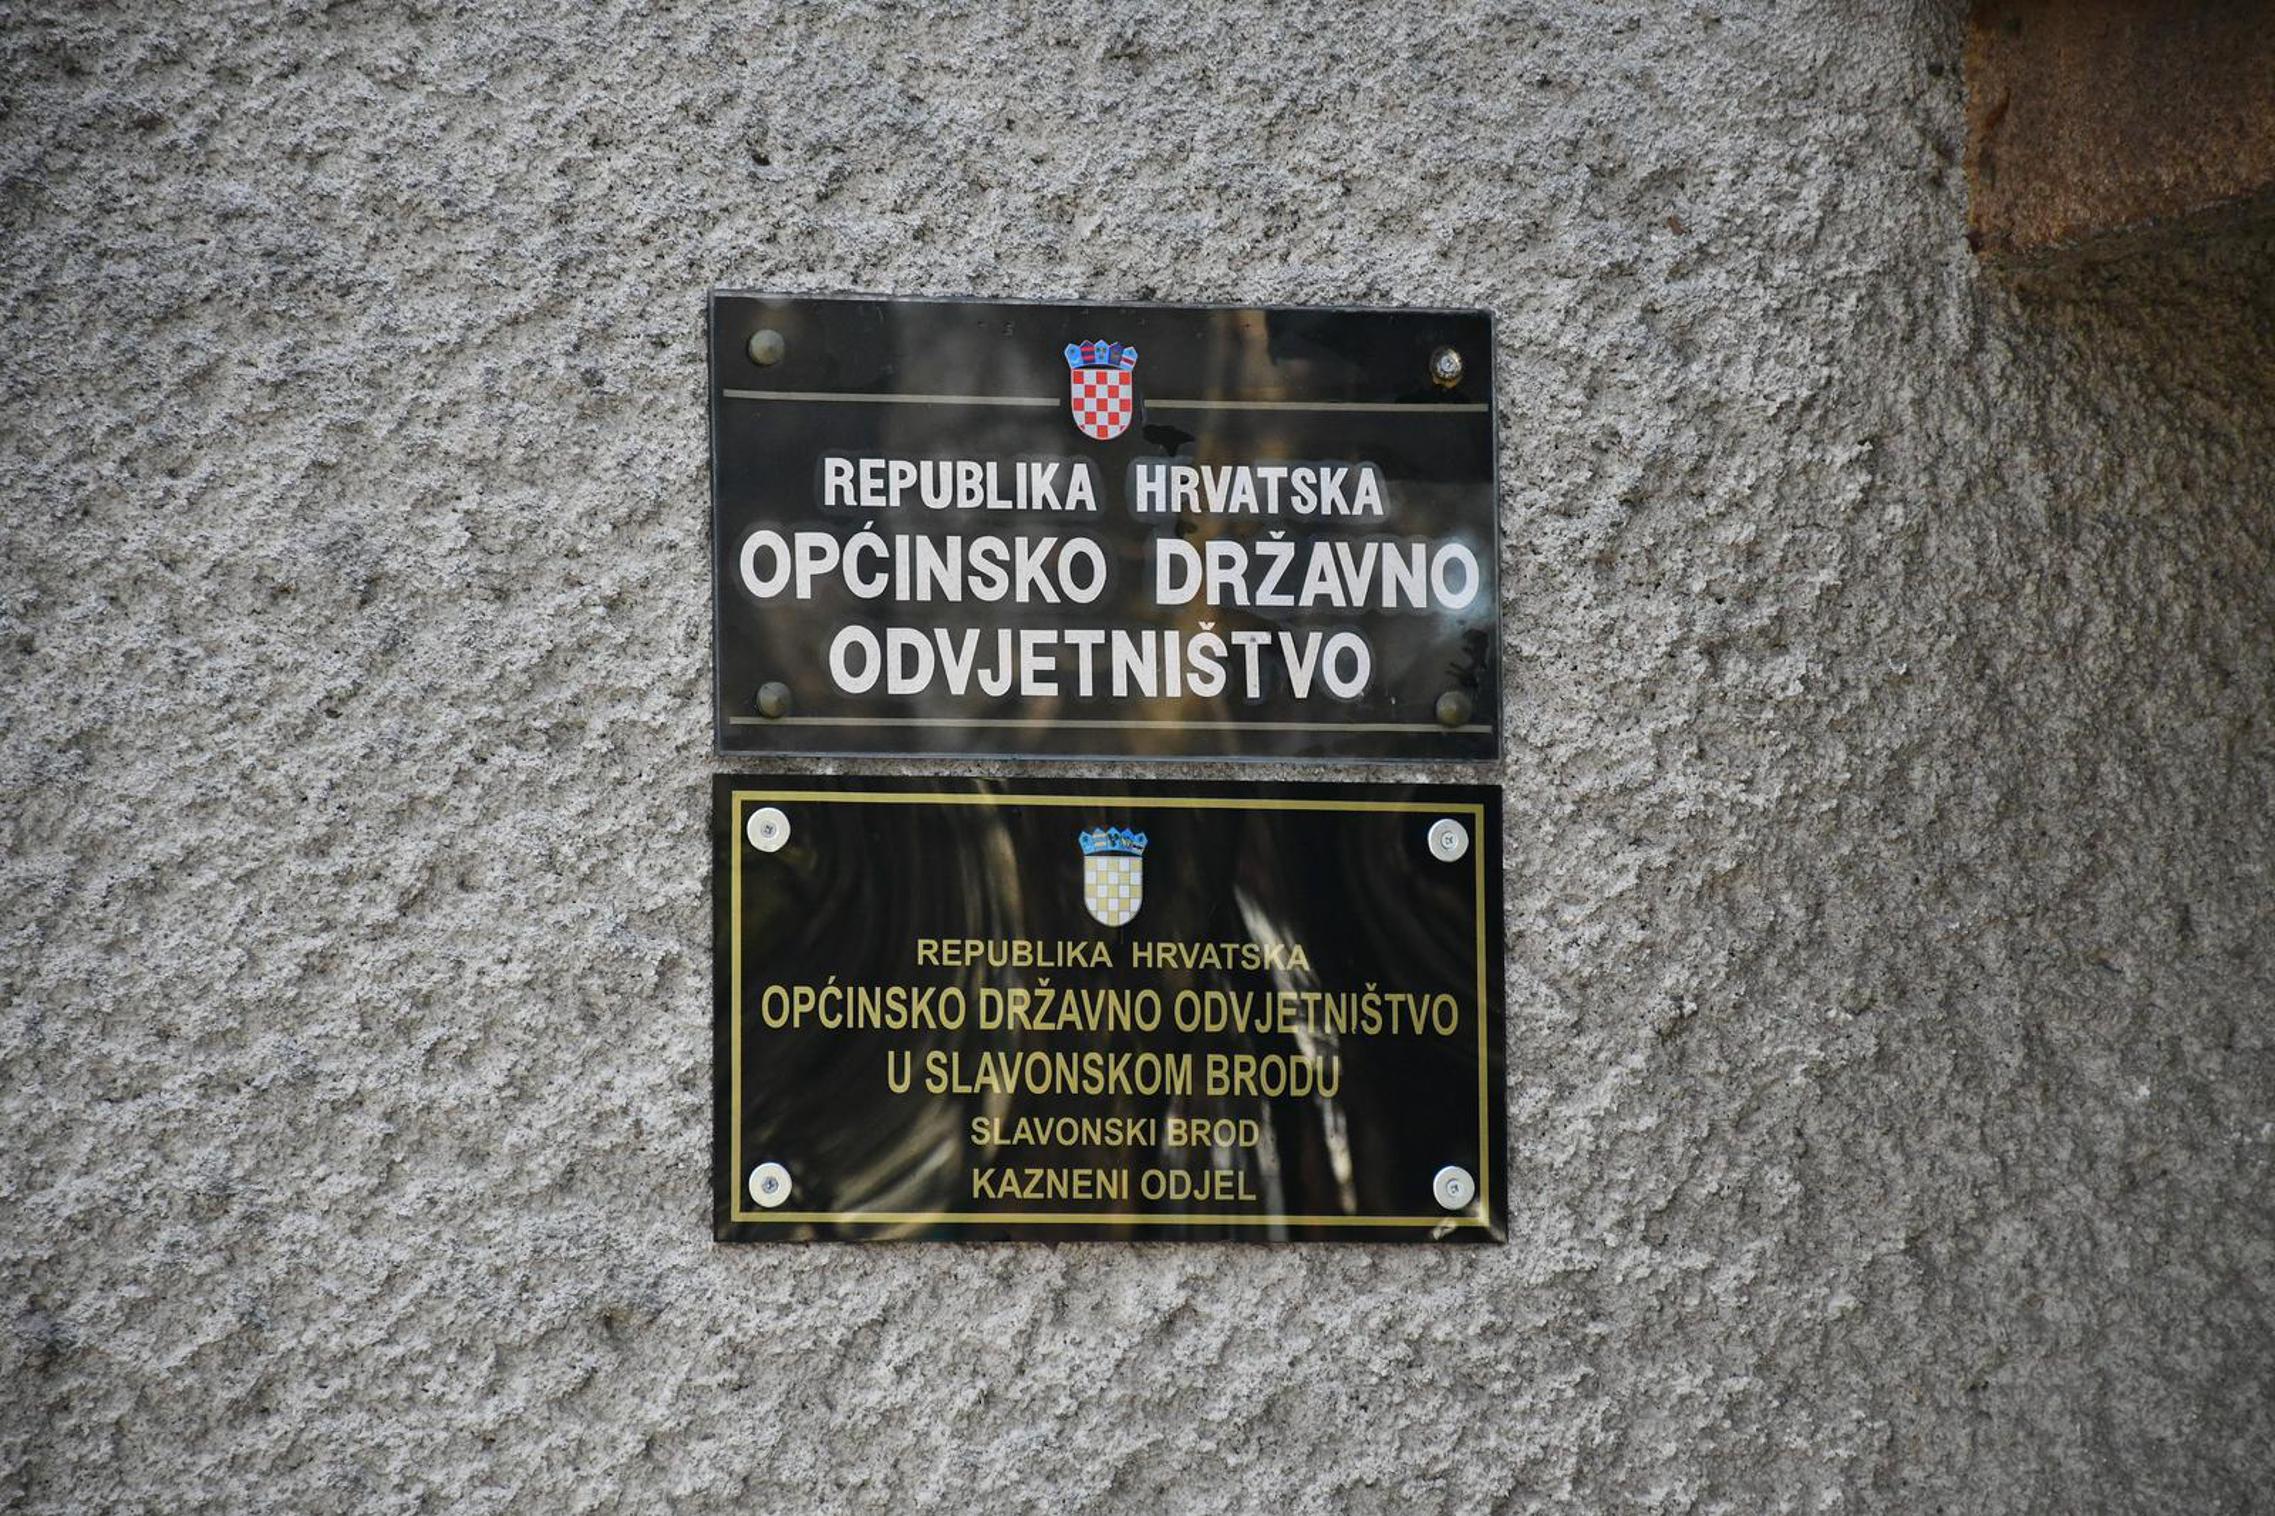 REPUBLIKA HRVATSKA
OPĆINSKO DRŽAVNO
ODVJETNIŠTVO
REPUBLIKA HRVATSKA
OPĆINSKO DRŽAVNO ODVJETNIŠTVO
U SLAVONSKOM BRODU
SLAVONSKI BROD
KAZNENI ODJEL